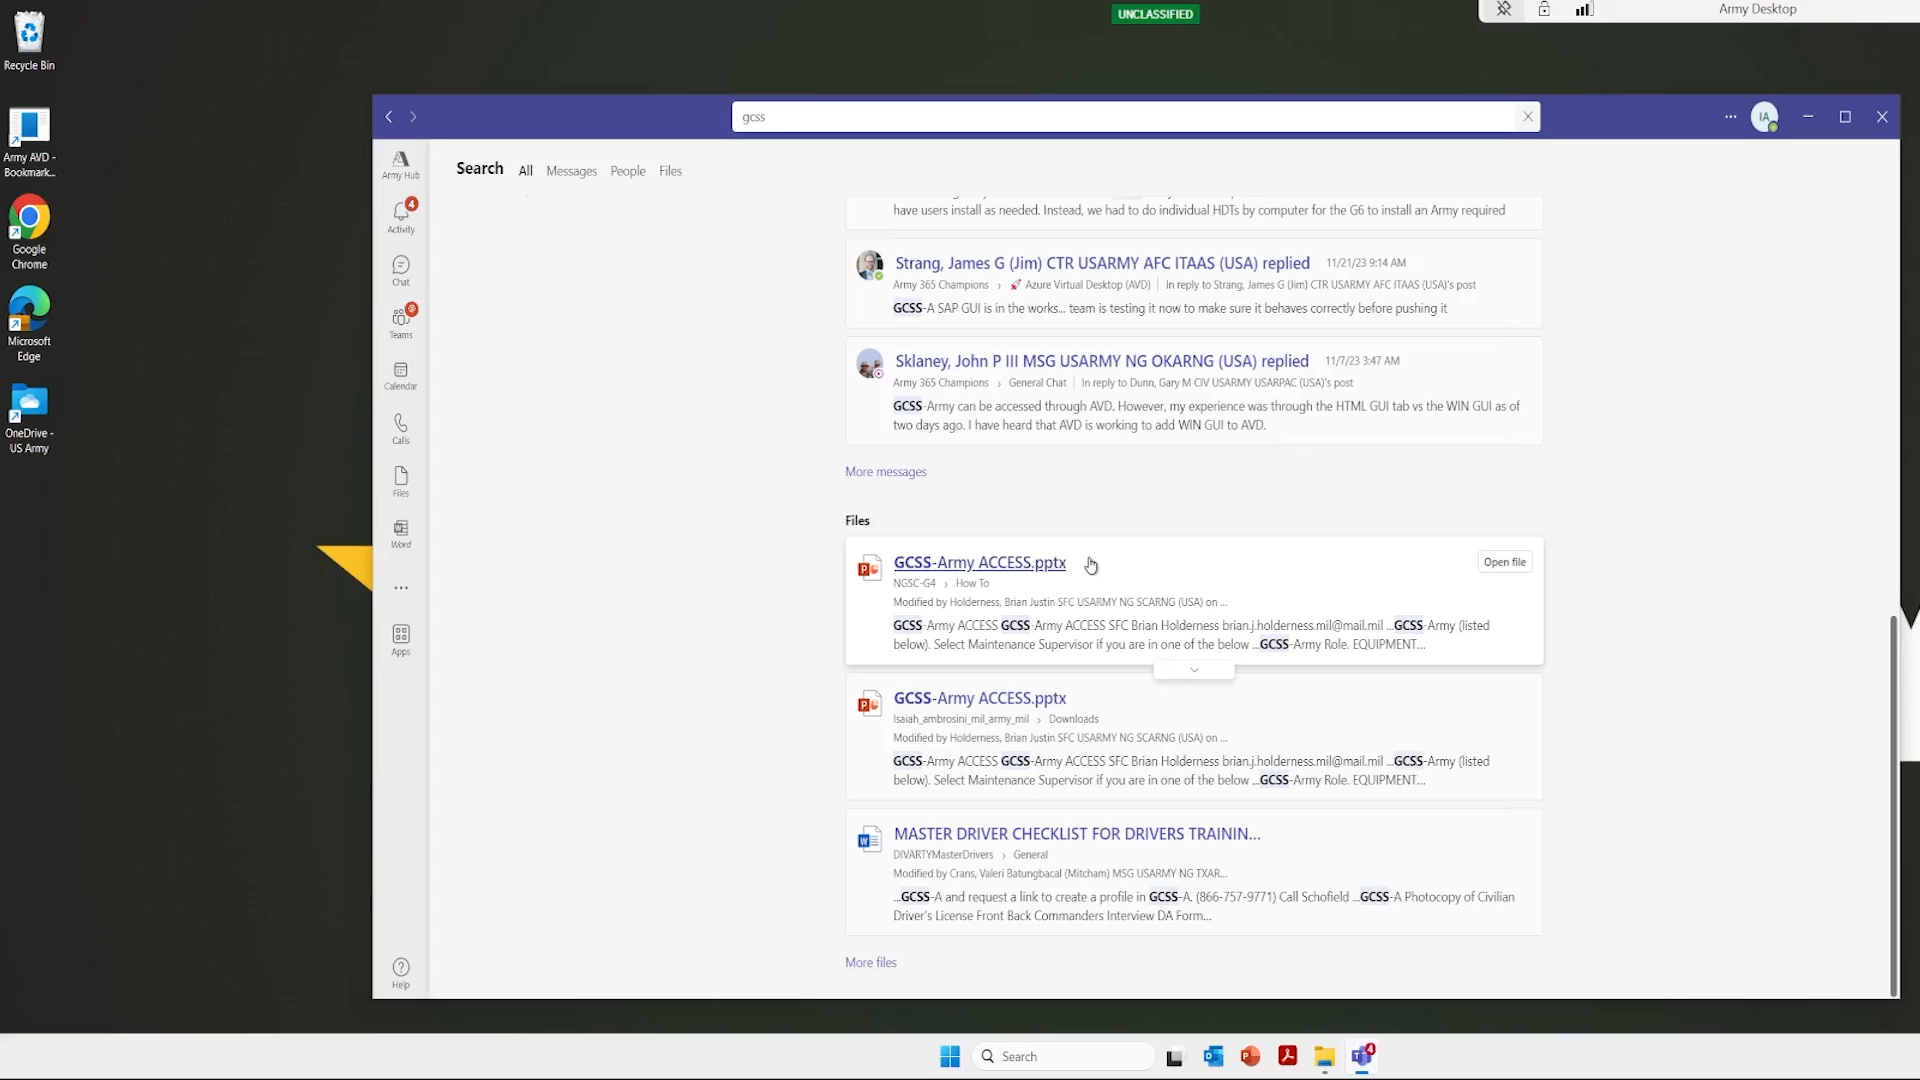 UNCLASSIFIED
Army Desktop
Recycle Bin
Army AVD -
Bookmark...
Google
Chrome
Microsoft
Edge
OneDrive -
US Army
gcss
IA
Army Hub
4
Activity
Chat
Teams
Calendar
Calls
Files
Word
Apps
Help
Search All Messages People Files
have users install as needed. Instead, we had to do individual HDTs by computer for the G6 to install an Army required
Strang, James G (Jim) CTR USARMY AFC ITAAS (USA) replied 11/21/23 9:14 AM
Army 365 Champions › 🚀 Azure Virtual Desktop (AVD) | In reply to Strang, James G (Jim) CTR USARMY AFC ITAAS (USA)'s post
GCSS-A SAP GUI is in the works... team is testing it now to make sure it behaves correctly before pushing it
Sklaney, John P III MSG USARMY NG OKARNG (USA) replied 11/7/23 3:47 AM
Army 365 Champions › General Chat | In reply to Dunn, Gary M CIV USARMY USARPAC (USA)'s post
GCSS-Army can be accessed through AVD. However, my experience was through the HTML GUI tab vs the WIN GUI as of
two days ago. I have heard that AVD is working to add WIN GUI to AVD.
More messages
Files
GCSS-Army ACCESS.pptx
Open file
NGSC-G4 › How To
Modified by Holderness, Brian Justin SFC USARMY NG SCARNG (USA) on ...
GCSS-Army ACCESS GCSS-Army ACCESS SFC Brian Holderness brian.j.holderness.mil@mail.mil ...GCSS-Army (listed
below). Select Maintenance Supervisor if you are in one of the below ...GCSS-Army Role. EQUIPMENT...
GCSS-Army ACCESS.pptx
Isaiah_ambrosini_mil_army_mil › Downloads
Modified by Holderness, Brian Justin SFC USARMY NG SCARNG (USA) on ...
GCSS-Army ACCESS GCSS-Army ACCESS SFC Brian Holderness brian.j.holderness.mil@mail.mil ...GCSS-Army (listed
below). Select Maintenance Supervisor if you are in one of the below ...GCSS-Army Role. EQUIPMENT...
MASTER DRIVER CHECKLIST FOR DRIVERS TRAININ...
DIVARTYMasterDrivers › General
Modified by Crans, Valeri Batungbacal (Mitcham) MSG USARMY NG TXAR...
...GCSS-A and request a link to create a profile in GCSS-A. (866-757-9771) Call Schofield ...GCSS-A Photocopy of Civilian
Driver's License Front Back Commanders Interview DA Form...
More files
Search
4